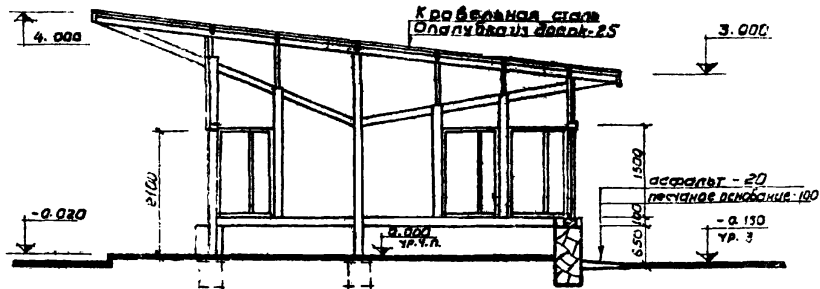 Кровельная сталь
Опалубка из досок-25
4.000
3.000
2100
1500
асфальт - 20
песчаное основание-100
100
-0.020
0.000
ур.ч.п.
650
-0.150
ур. з